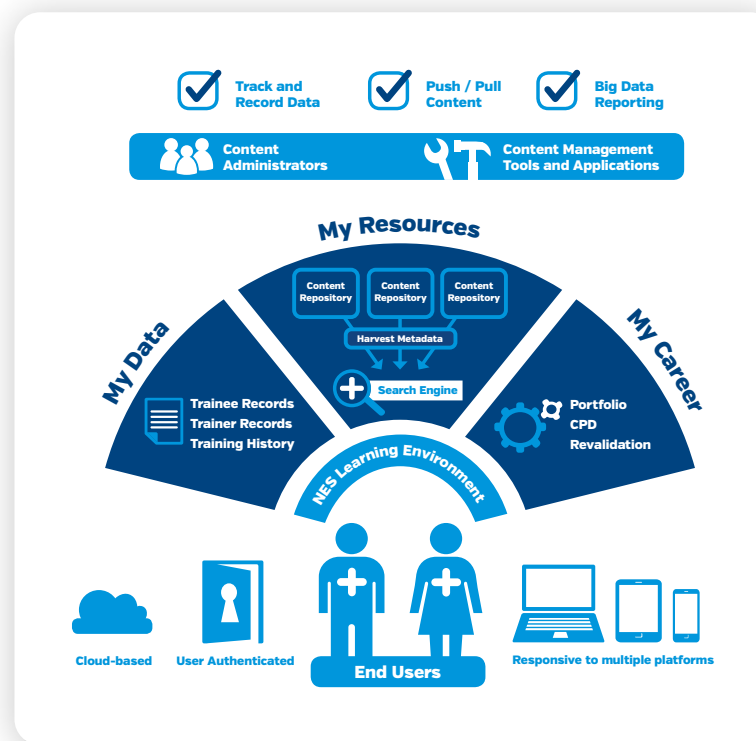 Track and
Record Data
Push / Pull
Content
Big Data
Reporting
Content
Administrators
Content Management
Tools and Applications
My Resources
Content
Repository
Content
Repository
Content
Repository
Harvest Metadata
Search Engine
My Data
Trainee Records
Trainer Records
Training History
My Career
Portfolio
CPD
Revalidation
NES Learning Environment
Cloud-based
User Authenticated
End Users
Responsive to multiple platforms